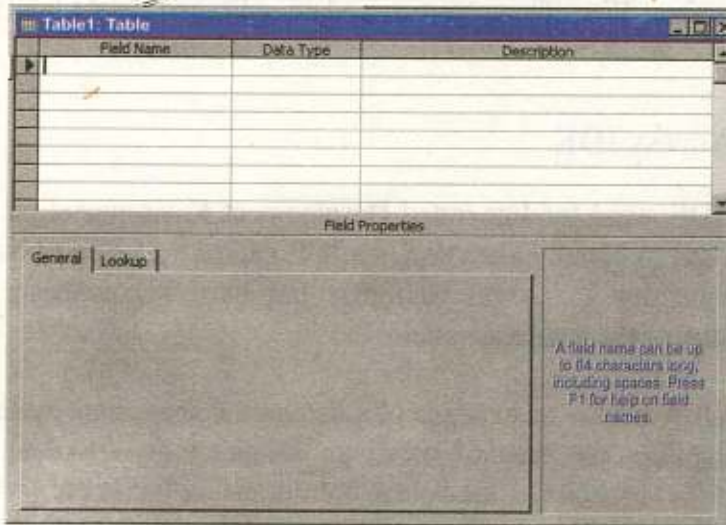 Table1: Table
Field Name Data Type Description
Field Properties
General Lookup
A field name can be up
to 64 characters long,
including spaces. Press
F1 for help on field
names.